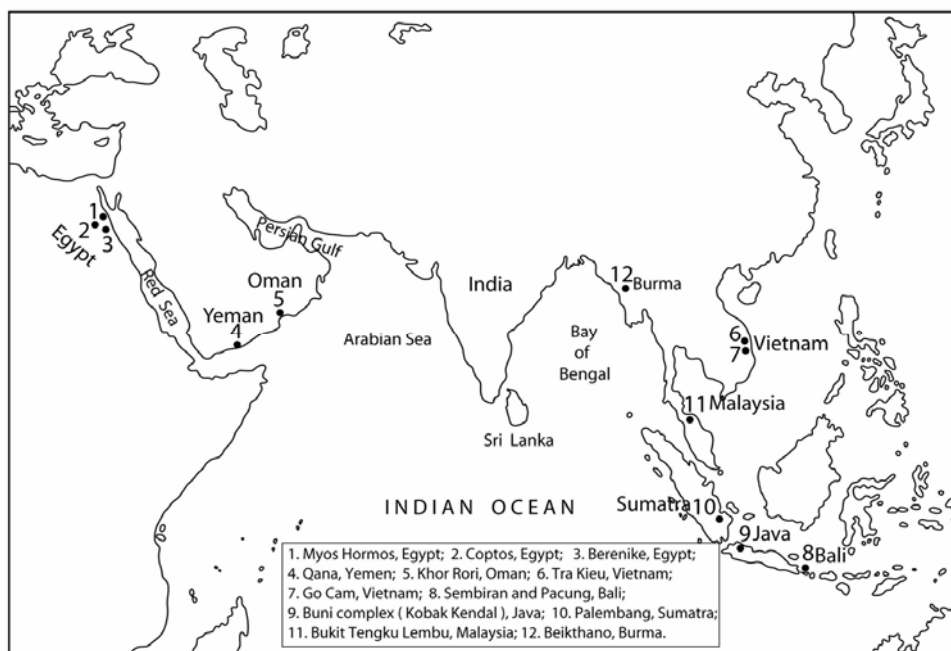 1
2
3
Egypt
Red Sea
Persian Gulf
Oman
5
Yeman
4
Arabian Sea
India
Bay
of
Bengal
Sri Lanka
12
Burma
6
7
Vietnam
11
Malaysia
INDIAN OCEAN
Sumatra
10
9
Java
8
Bali
1. Myos Hormos, Egypt; 2. Coptos, Egypt; 3. Berenike, Egypt;
4. Qana, Yemen; 5. Khor Rori, Oman; 6. Tra Kieu, Vietnam;
7. Go Cam, Vietnam; 8. Sembiran and Pacung, Bali;
9. Buni complex ( Kobak Kendal ), Java; 10. Palembang, Sumatra;
11. Bukit Tengku Lembu, Malaysia; 12. Beikthano, Burma.